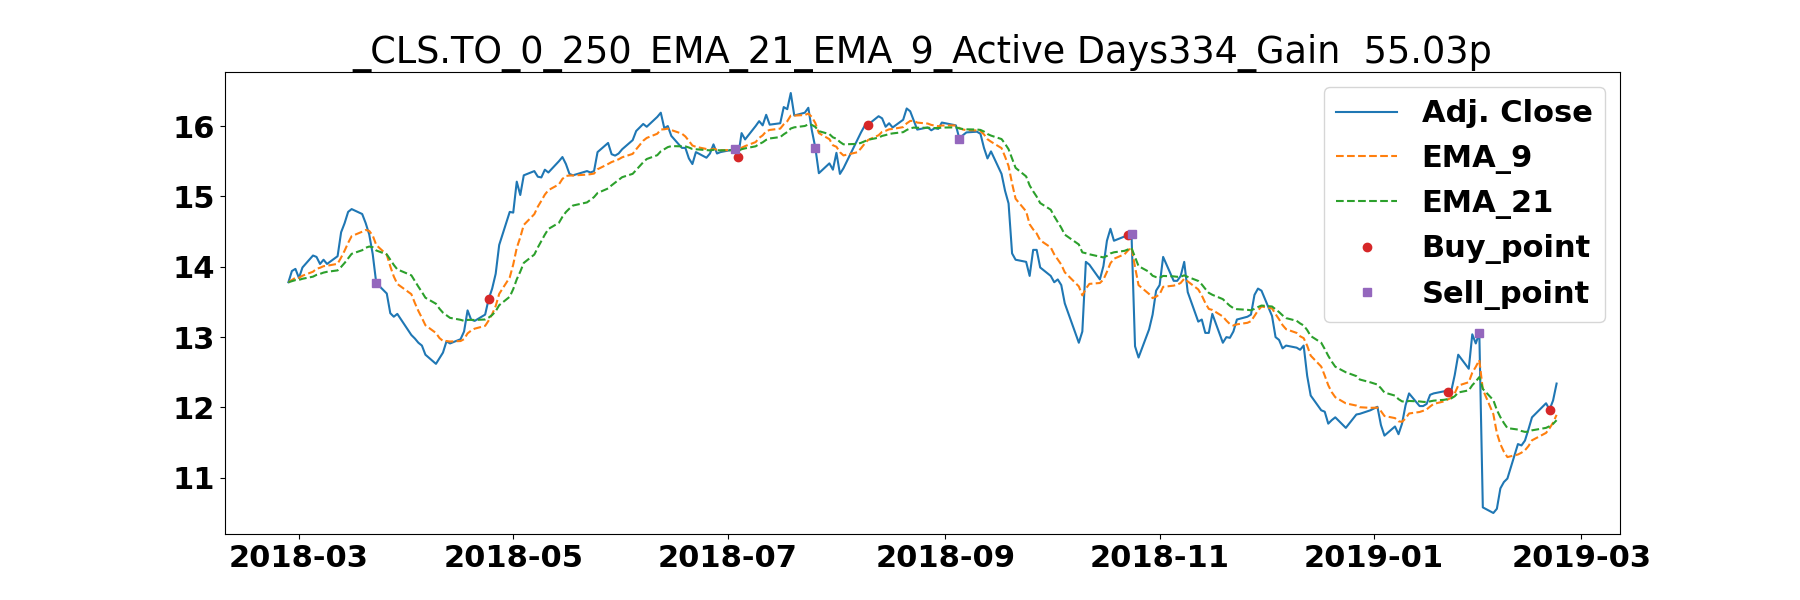 _CLS.TO_0_250_EMA_21_EMA_9_Active Days334_Gain  55.03p
Adj. Close
EMA_9
EMA_21
Buy_point
Sell_point
16
15
14
13
12
11
2018-03 2018-05 2018-07 2018-09 2018-11 2019-01 2019-03